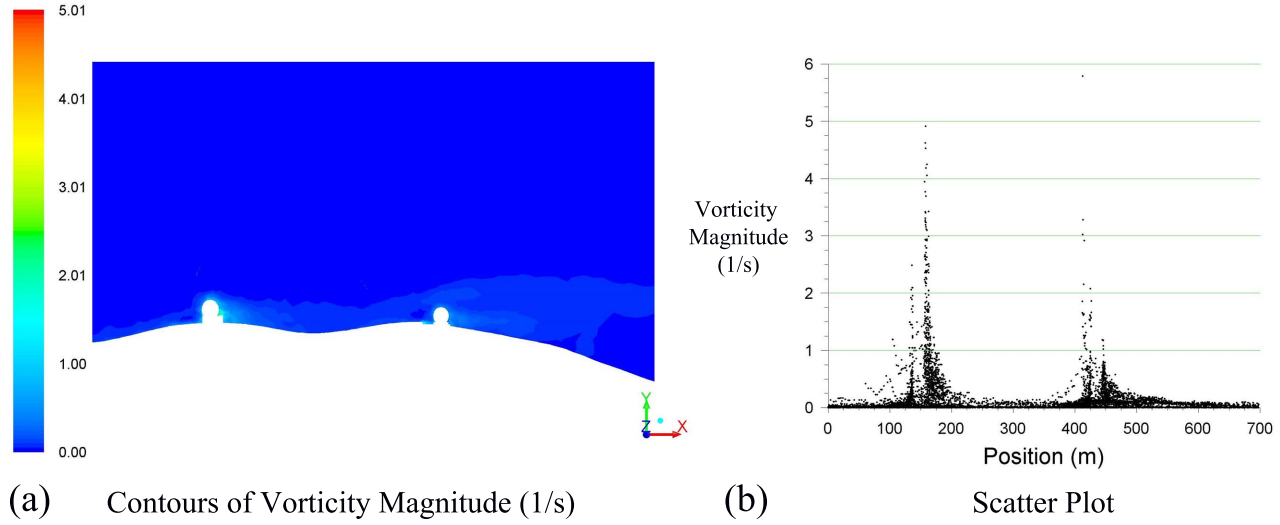 5.01
4.01
3.01
2.01
1.00
0.00
Y
Z X
(a) Contours of Vorticity Magnitude (1/s)
Vorticity
Magnitude
(1/s)
6
5
4
3
2
1
0
0 100 200 300 400 500 600 700
Position (m)
(b) Scatter Plot